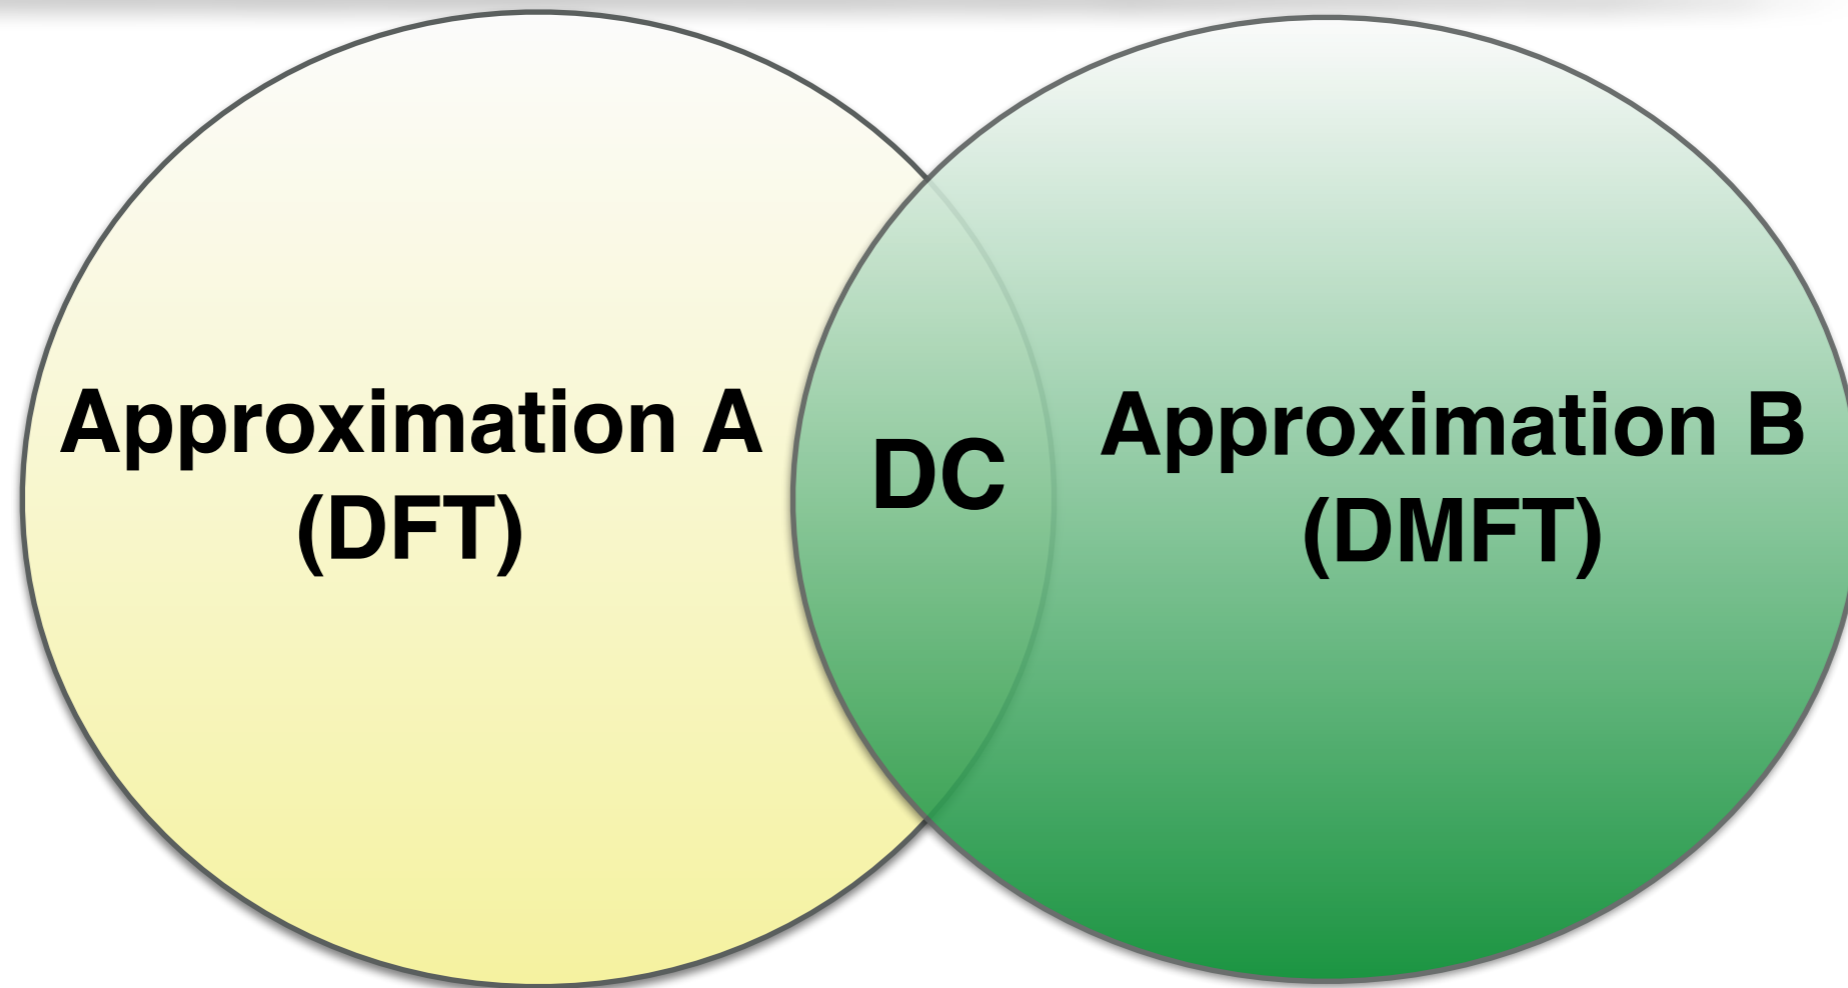 Approximation A
(DFT)
DC
Approximation B
(DMFT)